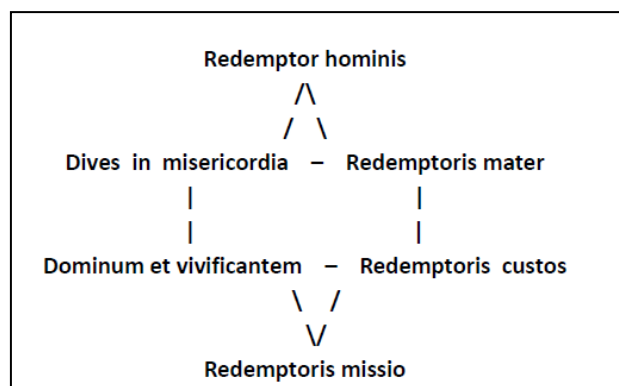 Redemptor hominis
/\
/ \
Dives in misericordia – Redemptoris mater
| |
| |
Dominum et vivificantem – Redemptoris custos
\ /
\/
Redemptoris missio